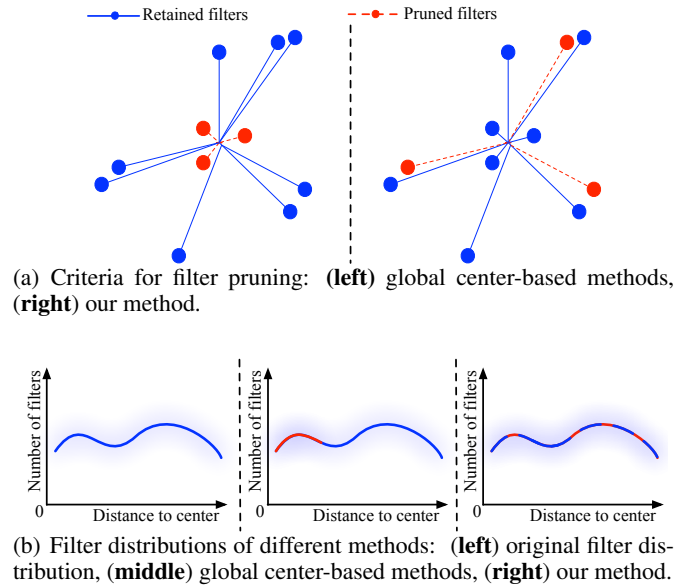 Retained filters
Pruned filters
(a) Criteria for filter pruning: (left) global center-based methods,
(right) our method.
Number of filters
0
Distance to center
Number of filters
0
Distance to center
Number of filters
0
Distance to center
(b) Filter distributions of different methods: (left) original filter dis-
tribution, (middle) global center-based methods, (right) our method.